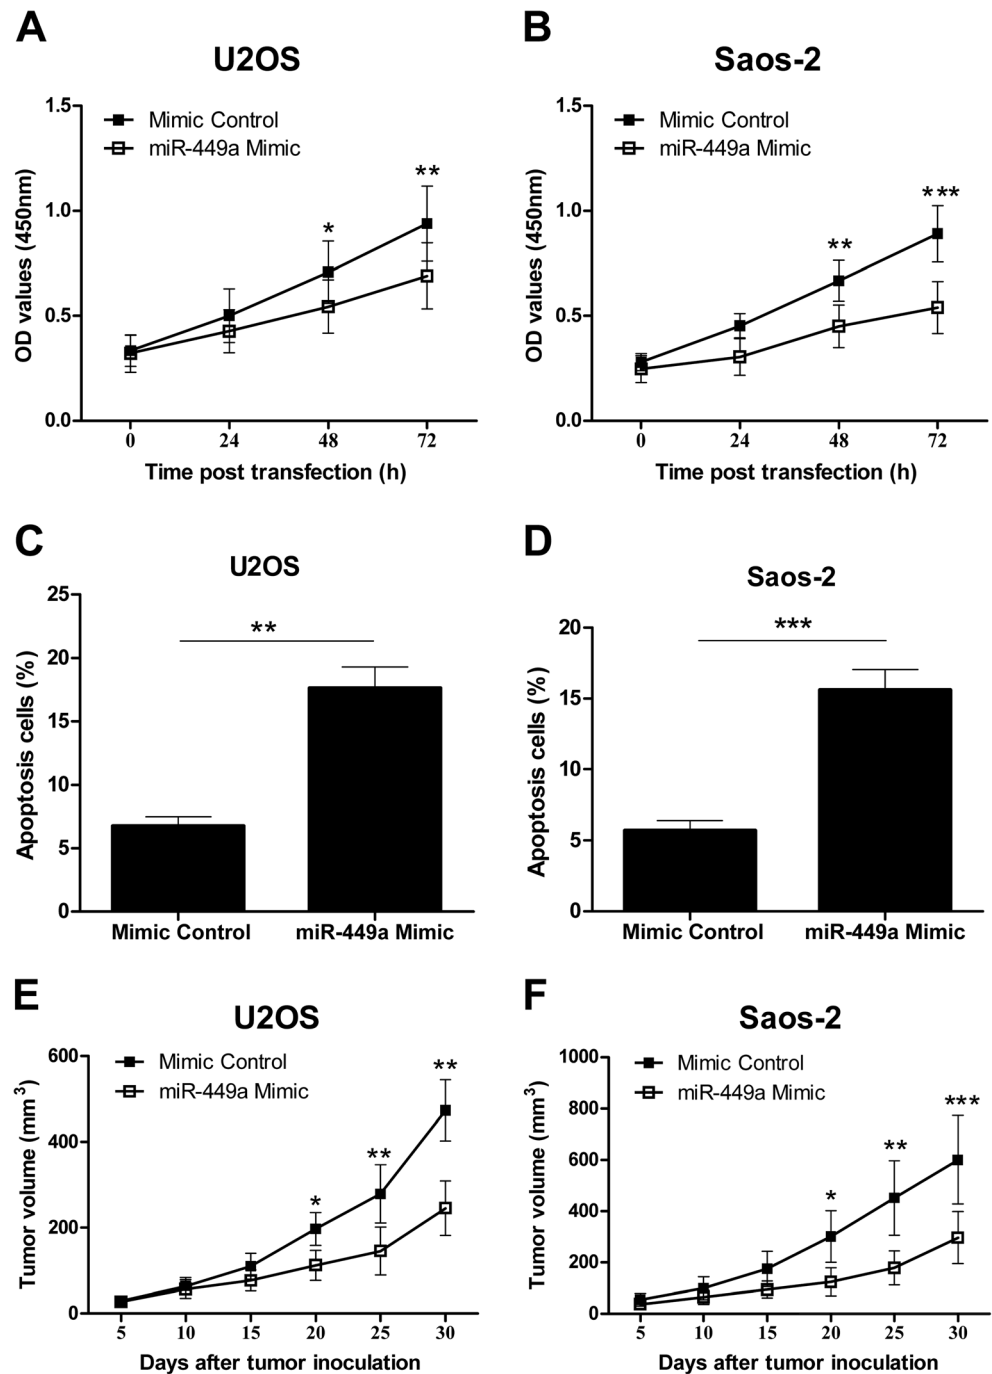 A
U2OS
Mimic Control
miR-449a Mimic
OD values (450nm)
1.5
1.0
0.5
0.0
*
**
0 24 48 72
Time post transfection (h)
B
Saos-2
Mimic Control
miR-449a Mimic
OD values (450nm)
1.5
1.0
0.5
0.0
**
***
0 24 48 72
Time post transfection (h)
C
U2OS
Apoptosis cells (%)
25
20
15
10
5
0
**
Mimic Control miR-449a Mimic
D
Saos-2
Apoptosis cells (%)
20
15
10
5
0
***
Mimic Control miR-449a Mimic
E
U2OS
Mimic Control
miR-449a Mimic
Tumor volume (mm³)
600
400
200
0
*
**
**
5 10 15 20 25 30
Days after tumor inoculation
F
Saos-2
Mimic Control
miR-449a Mimic
Tumor volume (mm³)
1000
800
600
400
200
0
*
**
***
5 10 15 20 25 30
Days after tumor inoculation